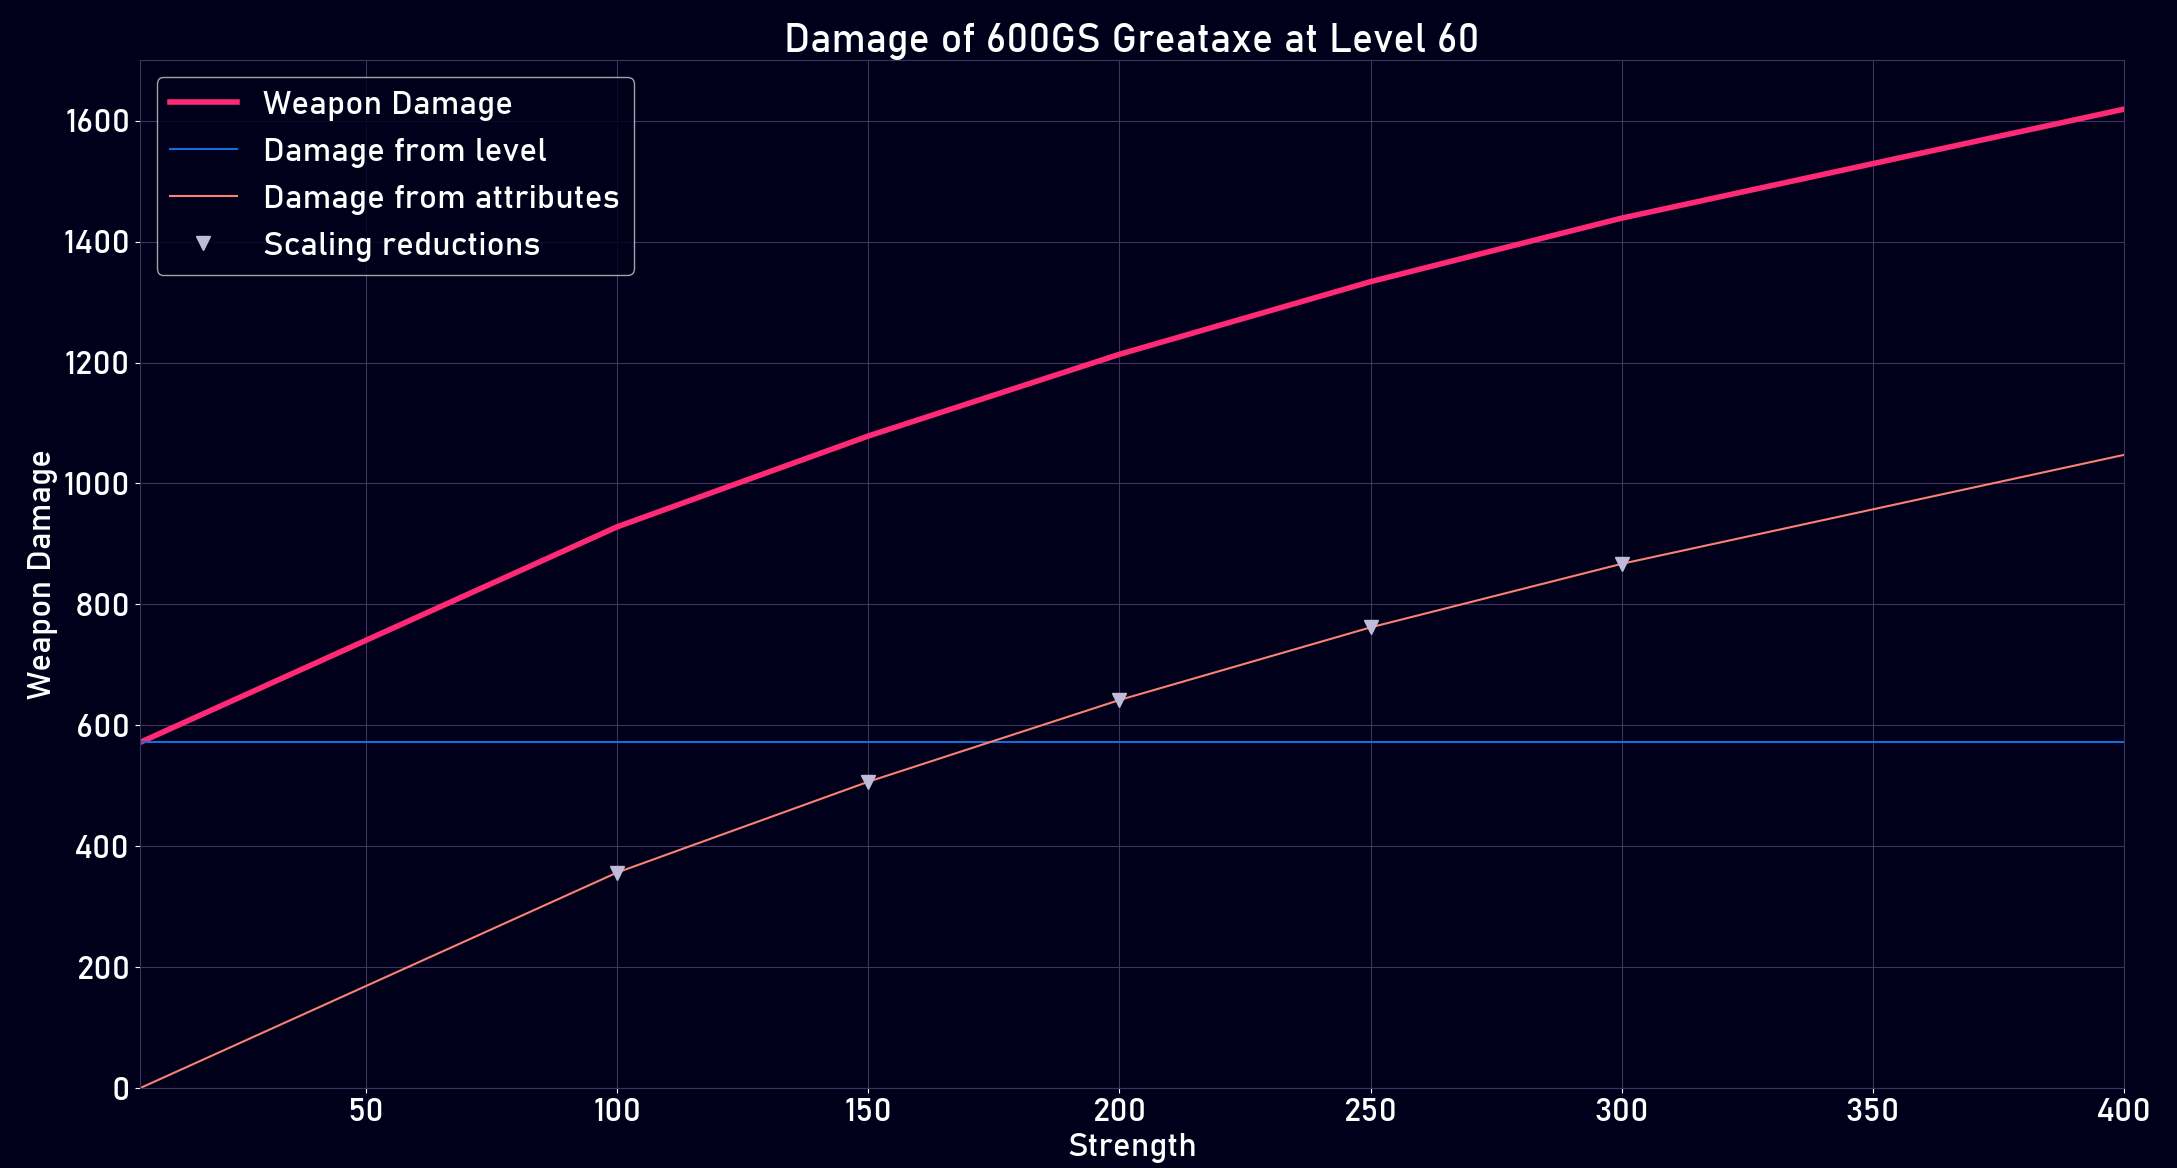 Damage of 600GS Greataxe at Level 60
Weapon Damage
Damage from level
Damage from attributes
Scaling reductions
Weapon Damage
1600
1400
1200
1000
800
600
400
200
0
50 100 150 200 250 300 350 400
Strength